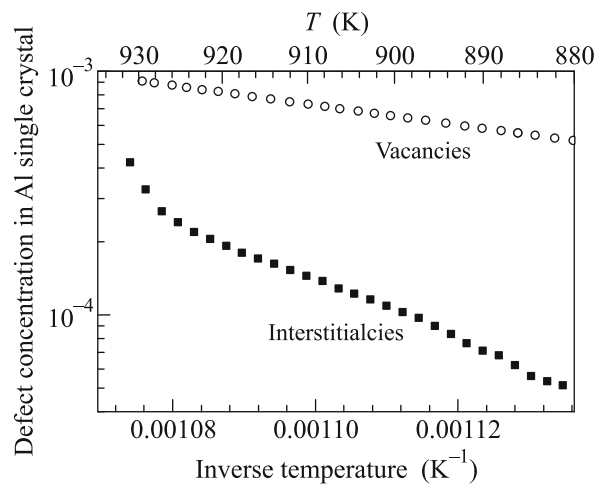 T (K)
930 920 910 900 890 880
10⁻³
Vacancies
10⁻⁴
Interstitialcies
0.00108 0.00110 0.00112
Inverse temperature (K⁻¹)
Defect concentration in Al single crystal